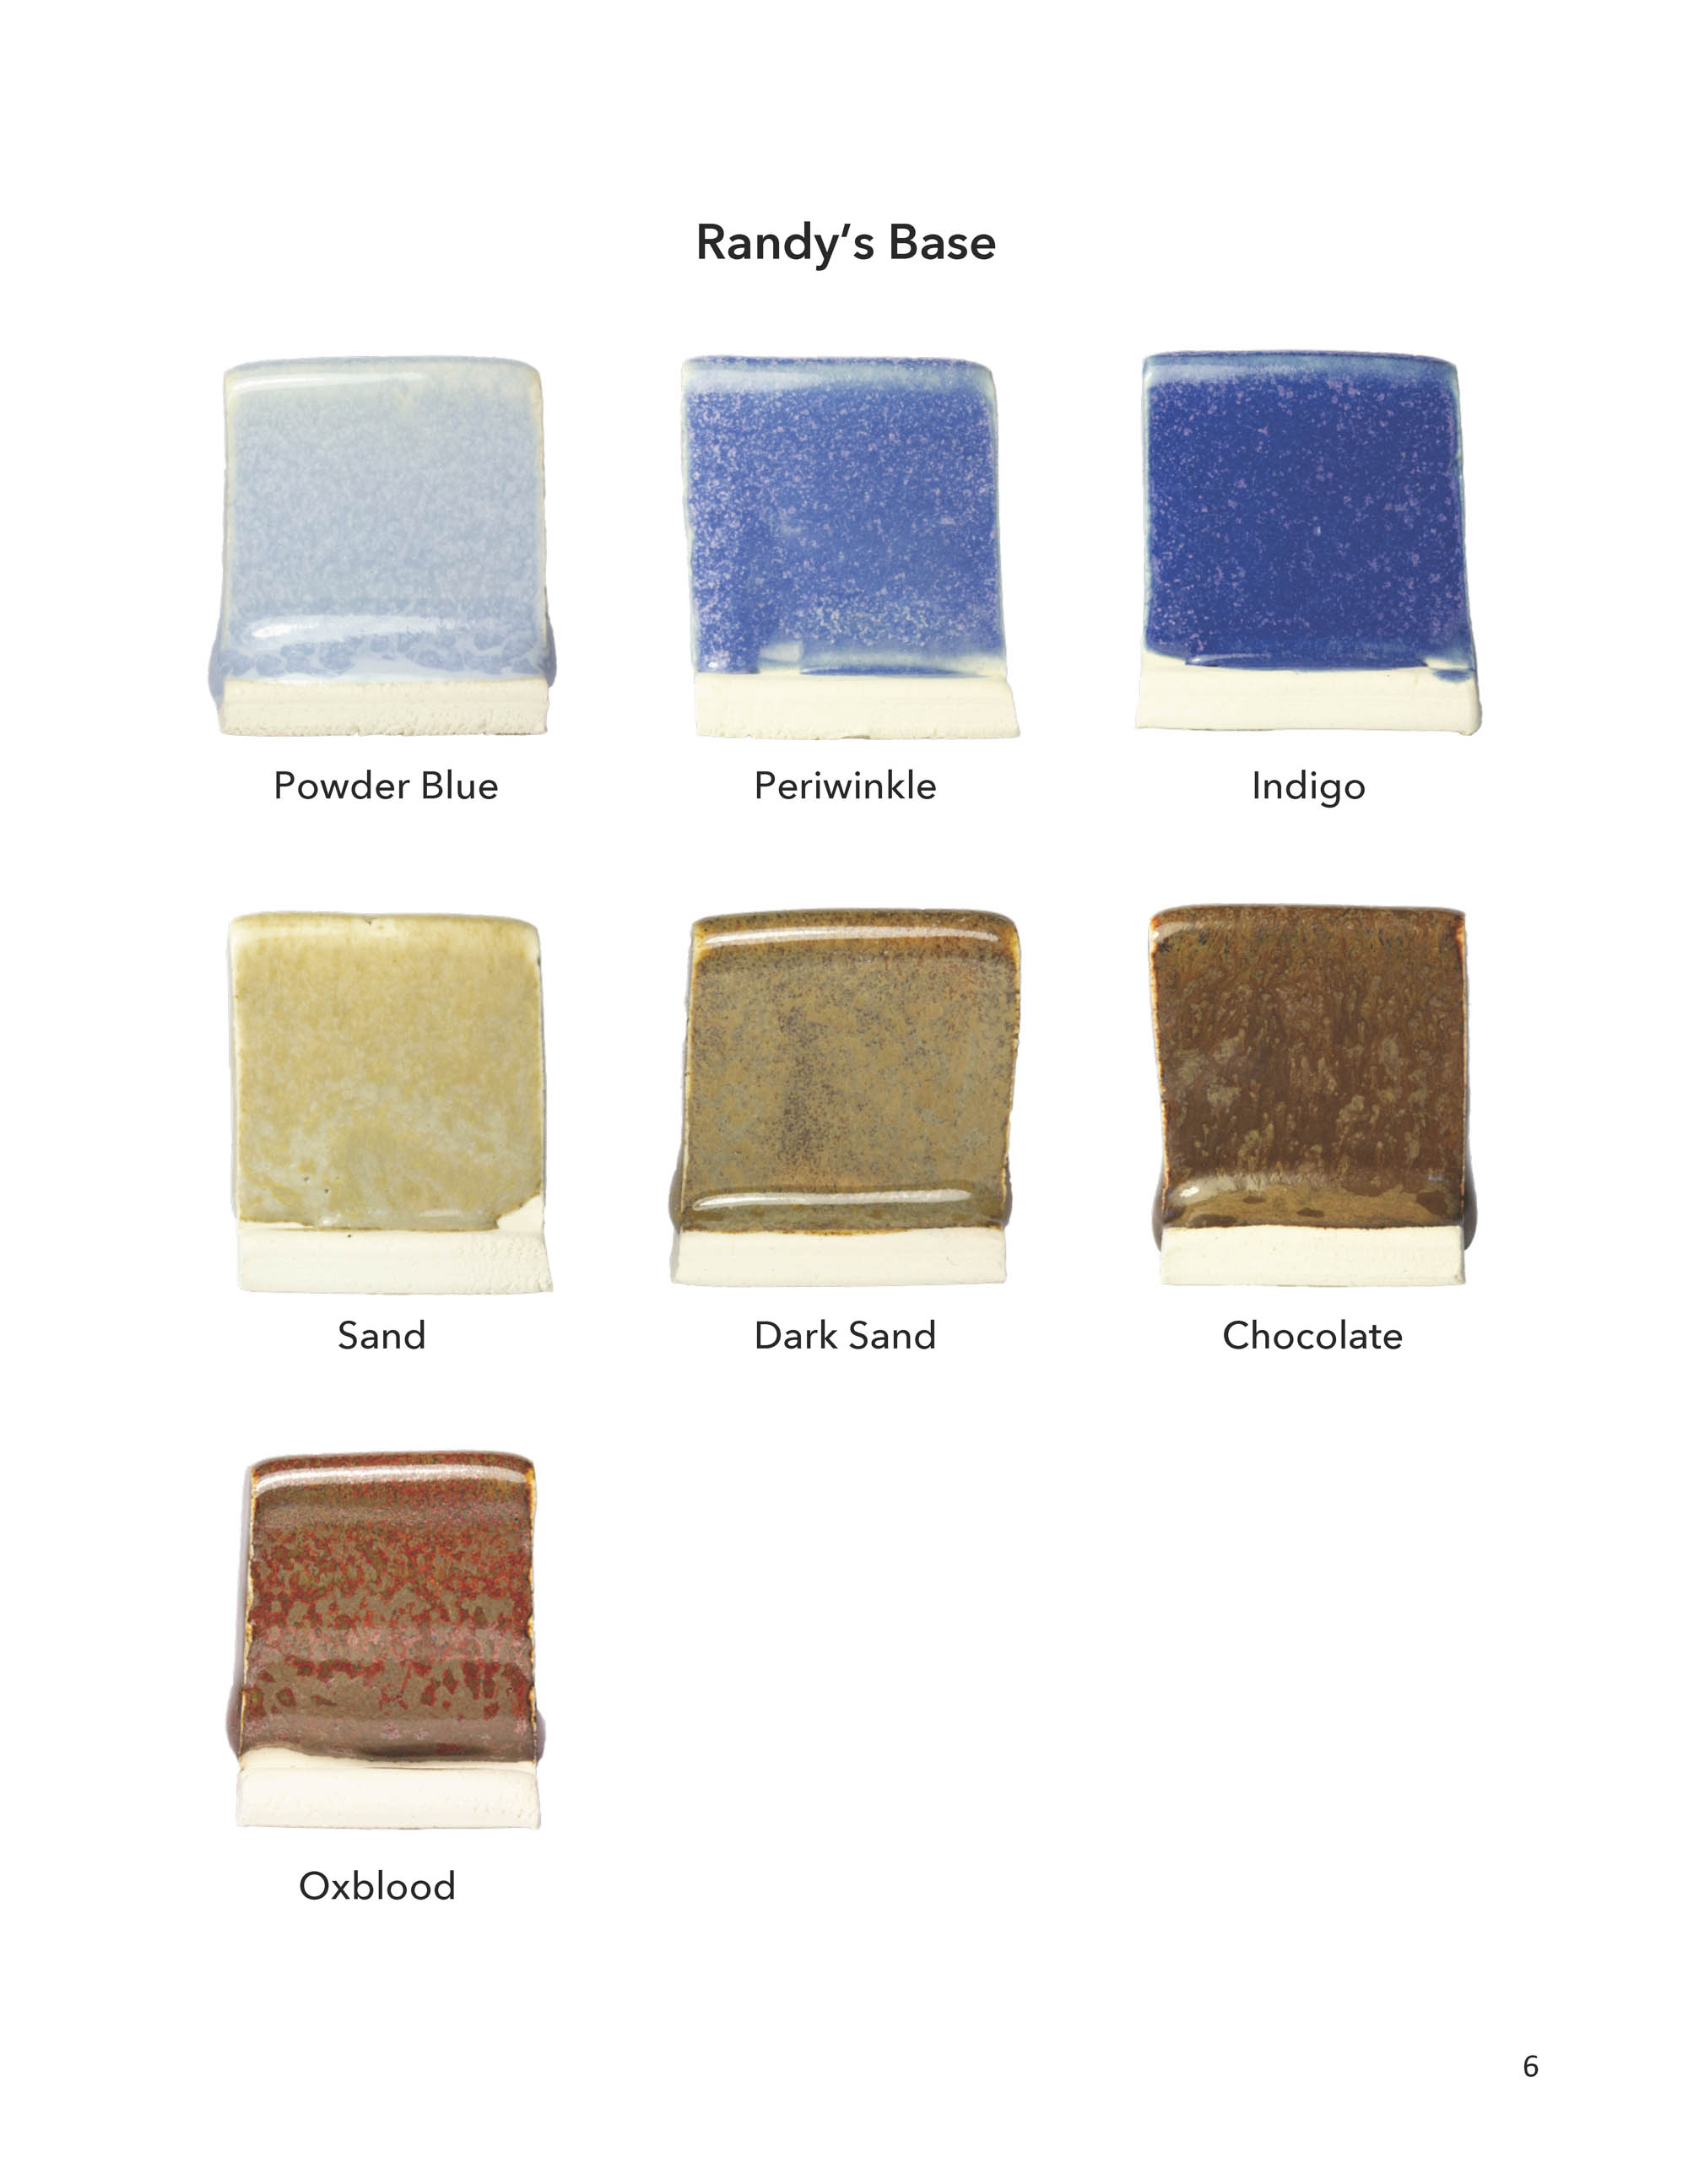 Randy’s Base
Powder Blue
Periwinkle
Indigo
Sand
Dark Sand
Chocolate
Oxblood
6